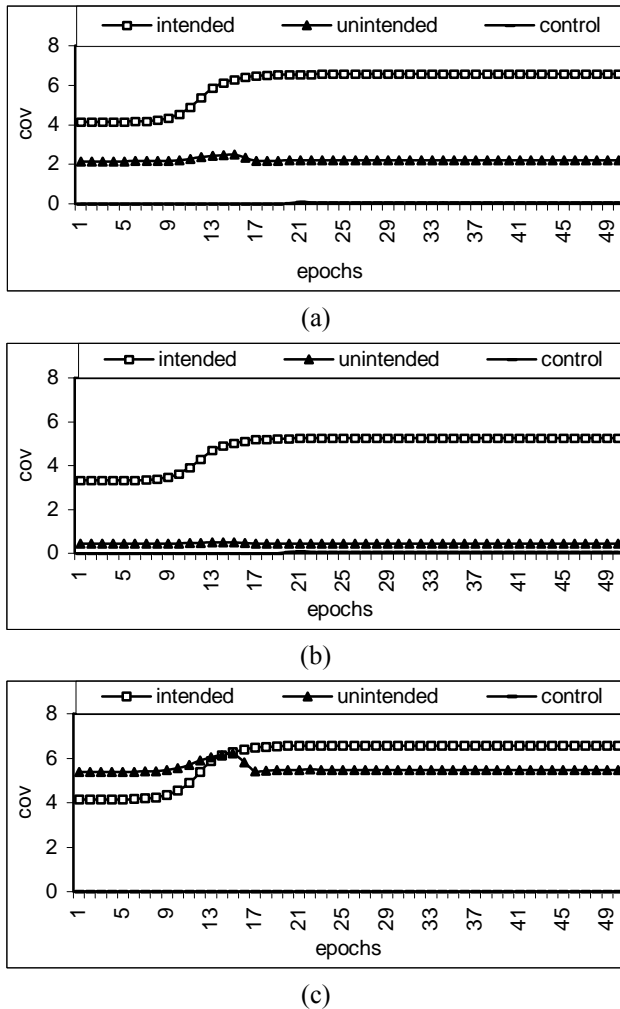 intended unintended control
8
6
4
2
0
cov
1 5 9 13 17 21 25 29 33 37 41 45 49
epochs
(a)
intended unintended control
8
6
4
2
0
cov
1 5 9 13 17 21 25 29 33 37 41 45 49
epochs
(b)
intended unintended control
8
6
4
2
0
cov
1 5 9 13 17 21 25 29 33 37 41 45 49
epochs
(c)